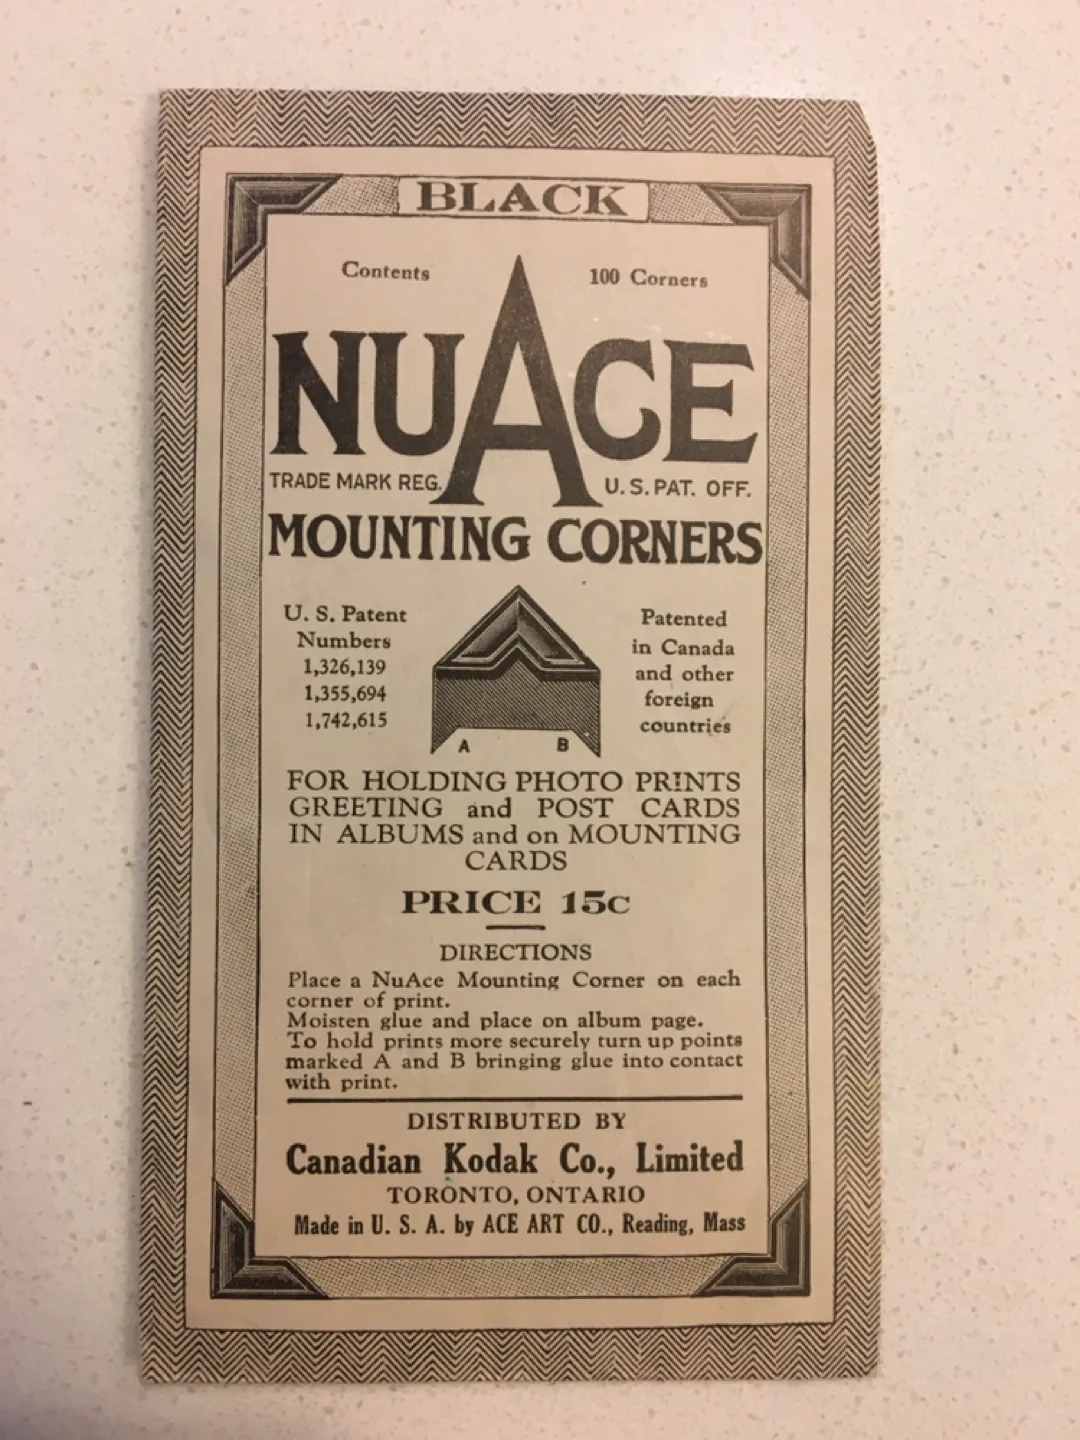 BLACK
Contents 100 Corners
NUACE
TRADE MARK REG. U.S. PAT. OFF.
MOUNTING CORNERS
U. S. Patent
Numbers
1,326,139
1,355,694
1,742,615
Patented
in Canada
and other
foreign
countries
A B
FOR HOLDING PHOTO PRINTS
GREETING and POST CARDS
IN ALBUMS and on MOUNTING
CARDS
PRICE 15c
DIRECTIONS
Place a NuAce Mounting Corner on each
corner of print.
Moisten glue and place on album page.
To hold prints more securely turn up points
marked A and B bringing glue into contact
with print.
DISTRIBUTED BY
Canadian Kodak Co., Limited
TORONTO, ONTARIO
Made in U. S. A. by ACE ART CO., Reading, Mass